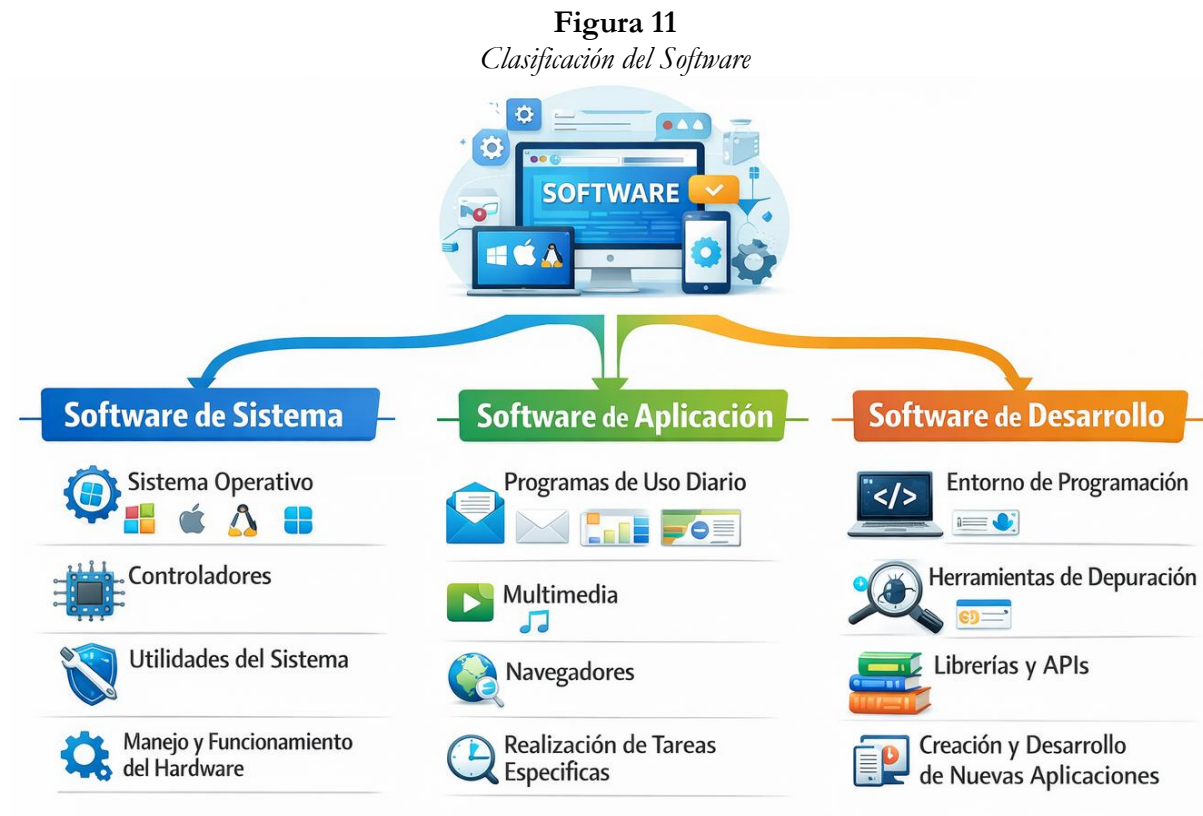 Figura 11
Clasificación del Software
SOFTWARE
Software de Sistema
Sistema Operativo
Controladores
Utilidades del Sistema
Manejo y Funcionamiento
del Hardware
Software de Aplicación
Programas de Uso Diario
Multimedia
Navegadores
Realización de Tareas
Especificas
Software de Desarrollo
</>
Entorno de Programación
Herramientas de Depuración
Librerías y APIs
Creación y Desarrollo
de Nuevas Aplicaciones